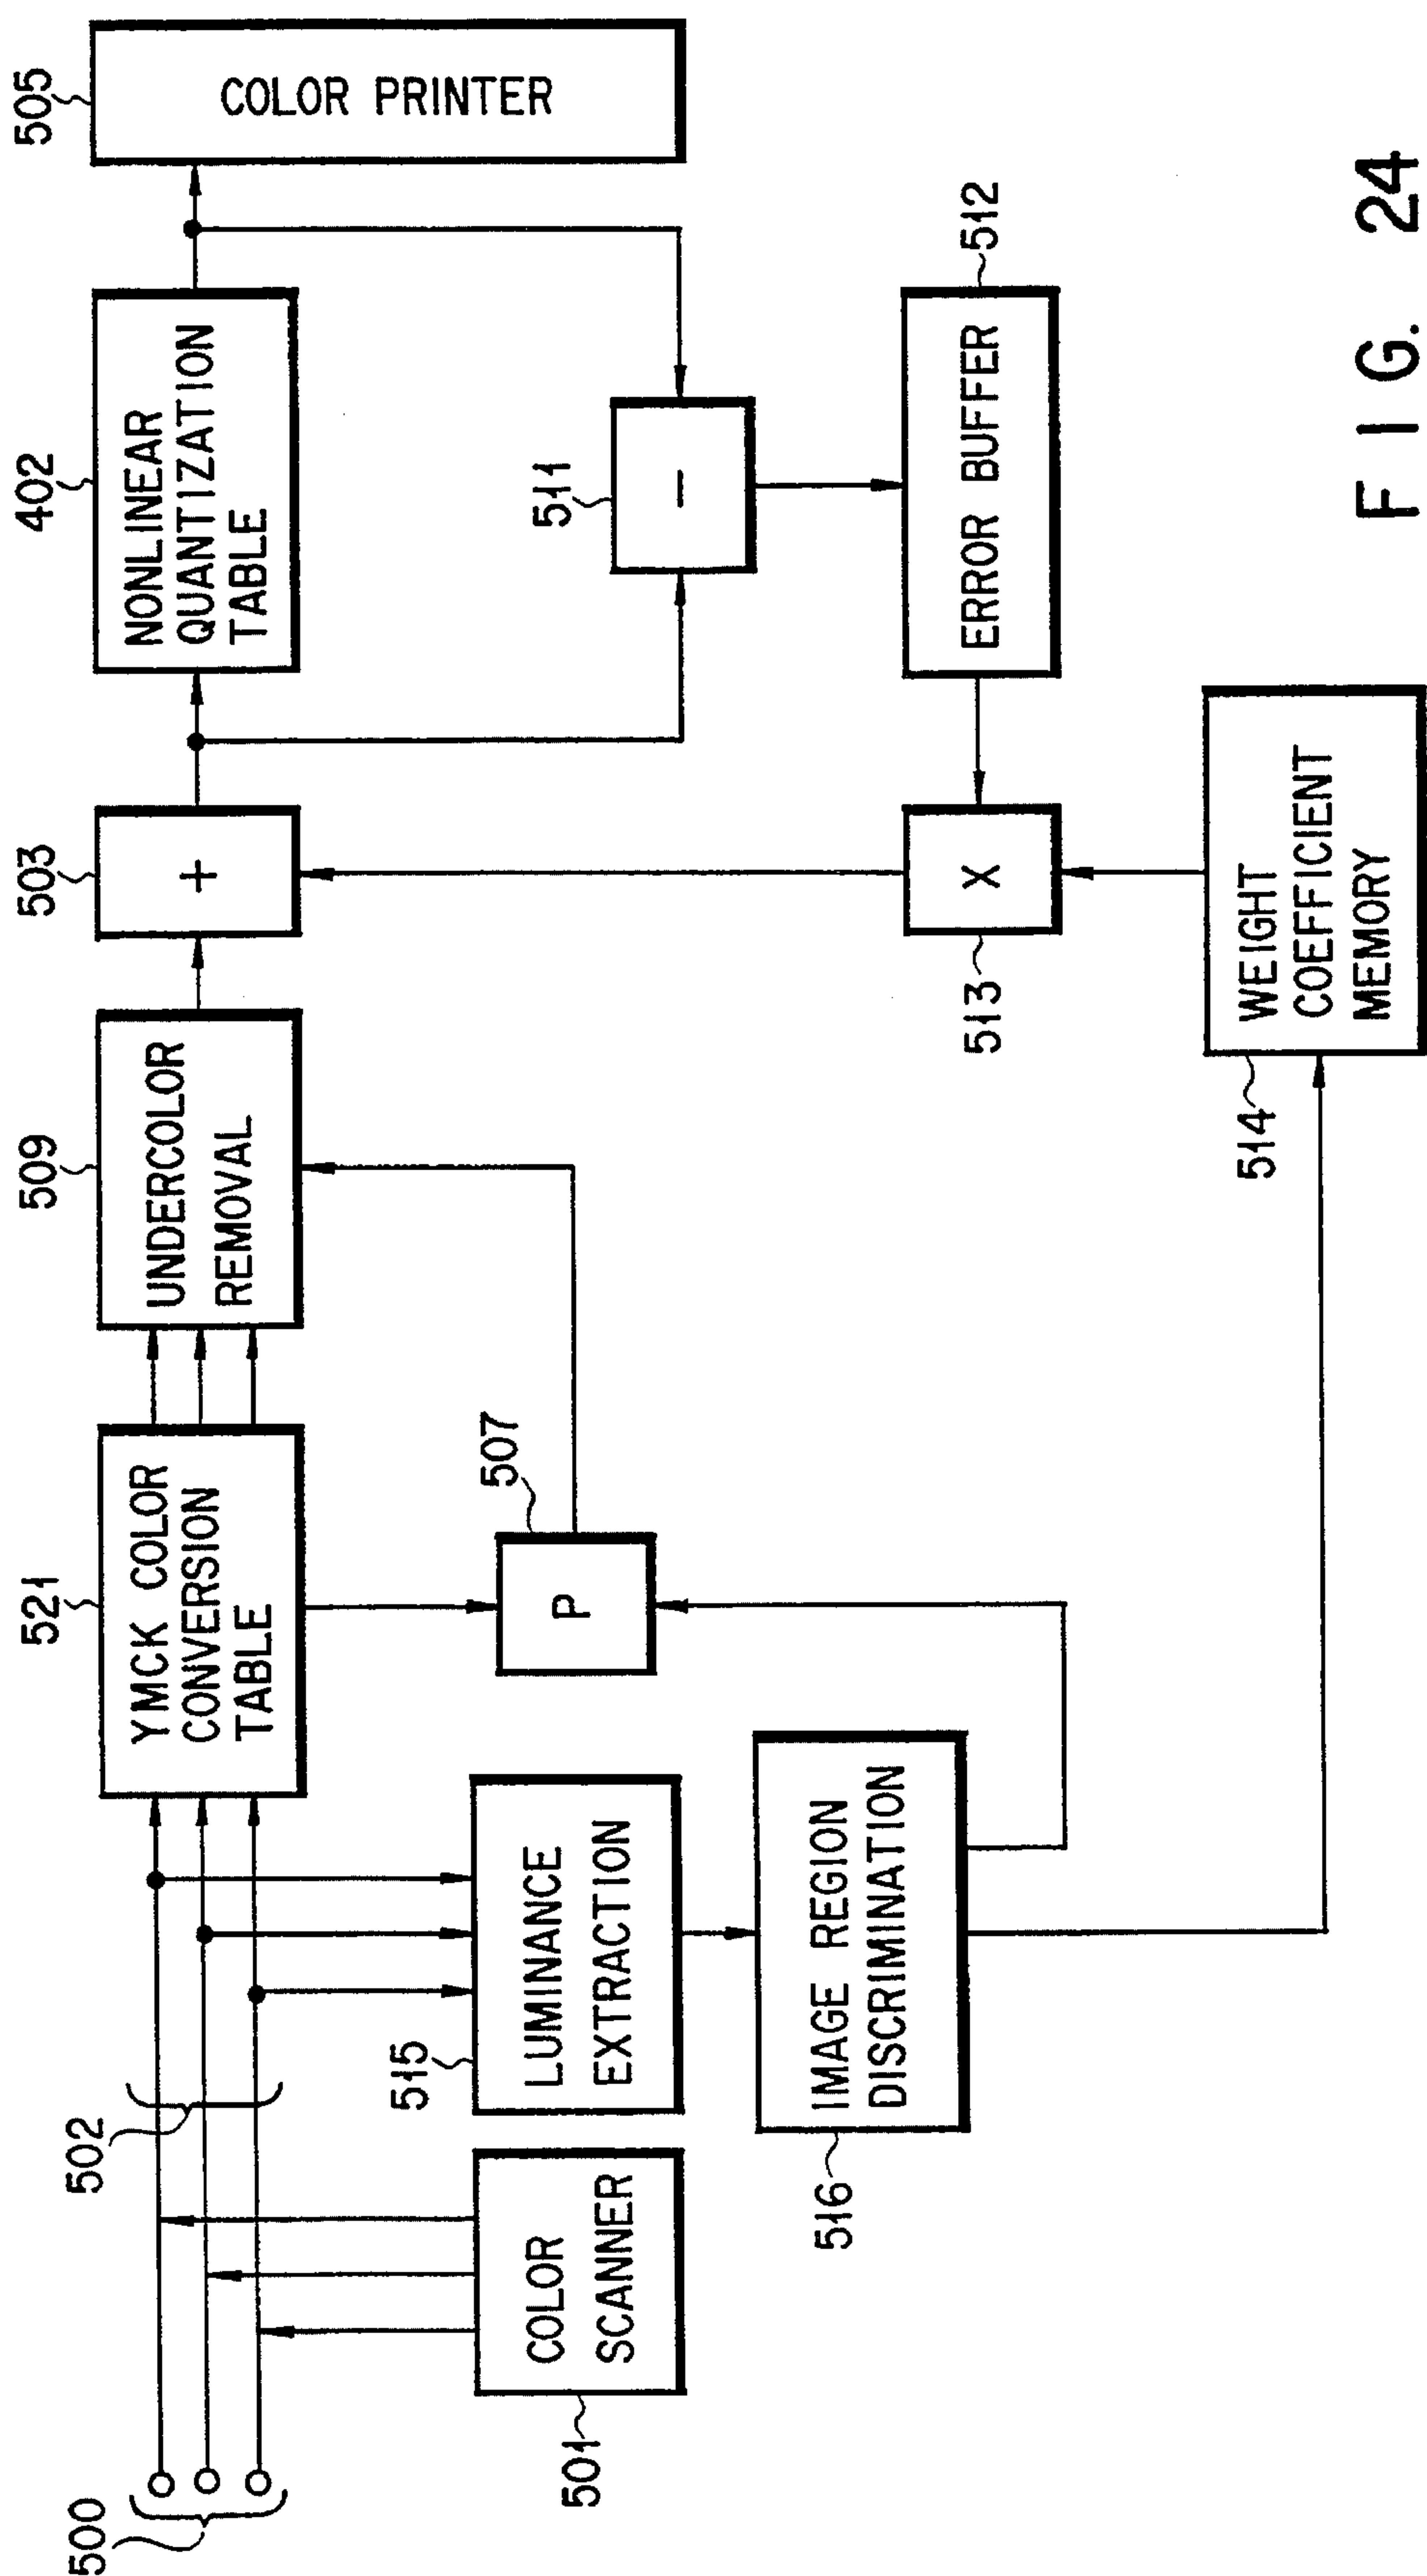 500
502
521
YMCK COLOR
CONVERSION
TABLE
509
UNDERCOLOR
REMOVAL
503
+
402
NONLINEAR
QUANTIZATION
TABLE
505
COLOR PRINTER
501
COLOR
SCANNER
515
LUMINANCE
EXTRACTION
507
P
511
−
516
IMAGE REGION
DISCRIMINATION
513
X
512
ERROR BUFFER
514
WEIGHT
COEFFICIENT
MEMORY
FIG. 24